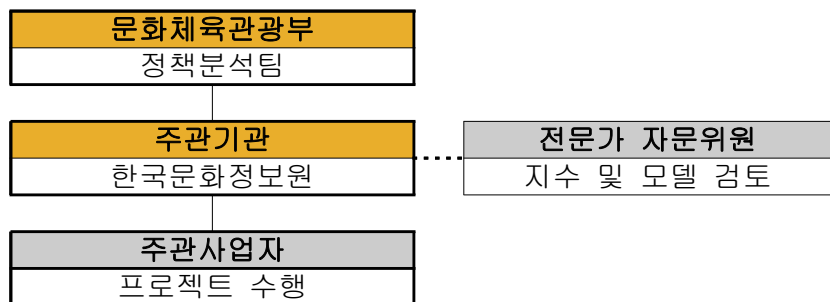 문화체육관광부
정책분석팀
주관기관
한국문화정보원
전문가 자문위원
지수 및 모델 검토
주관사업자
프로젝트 수행